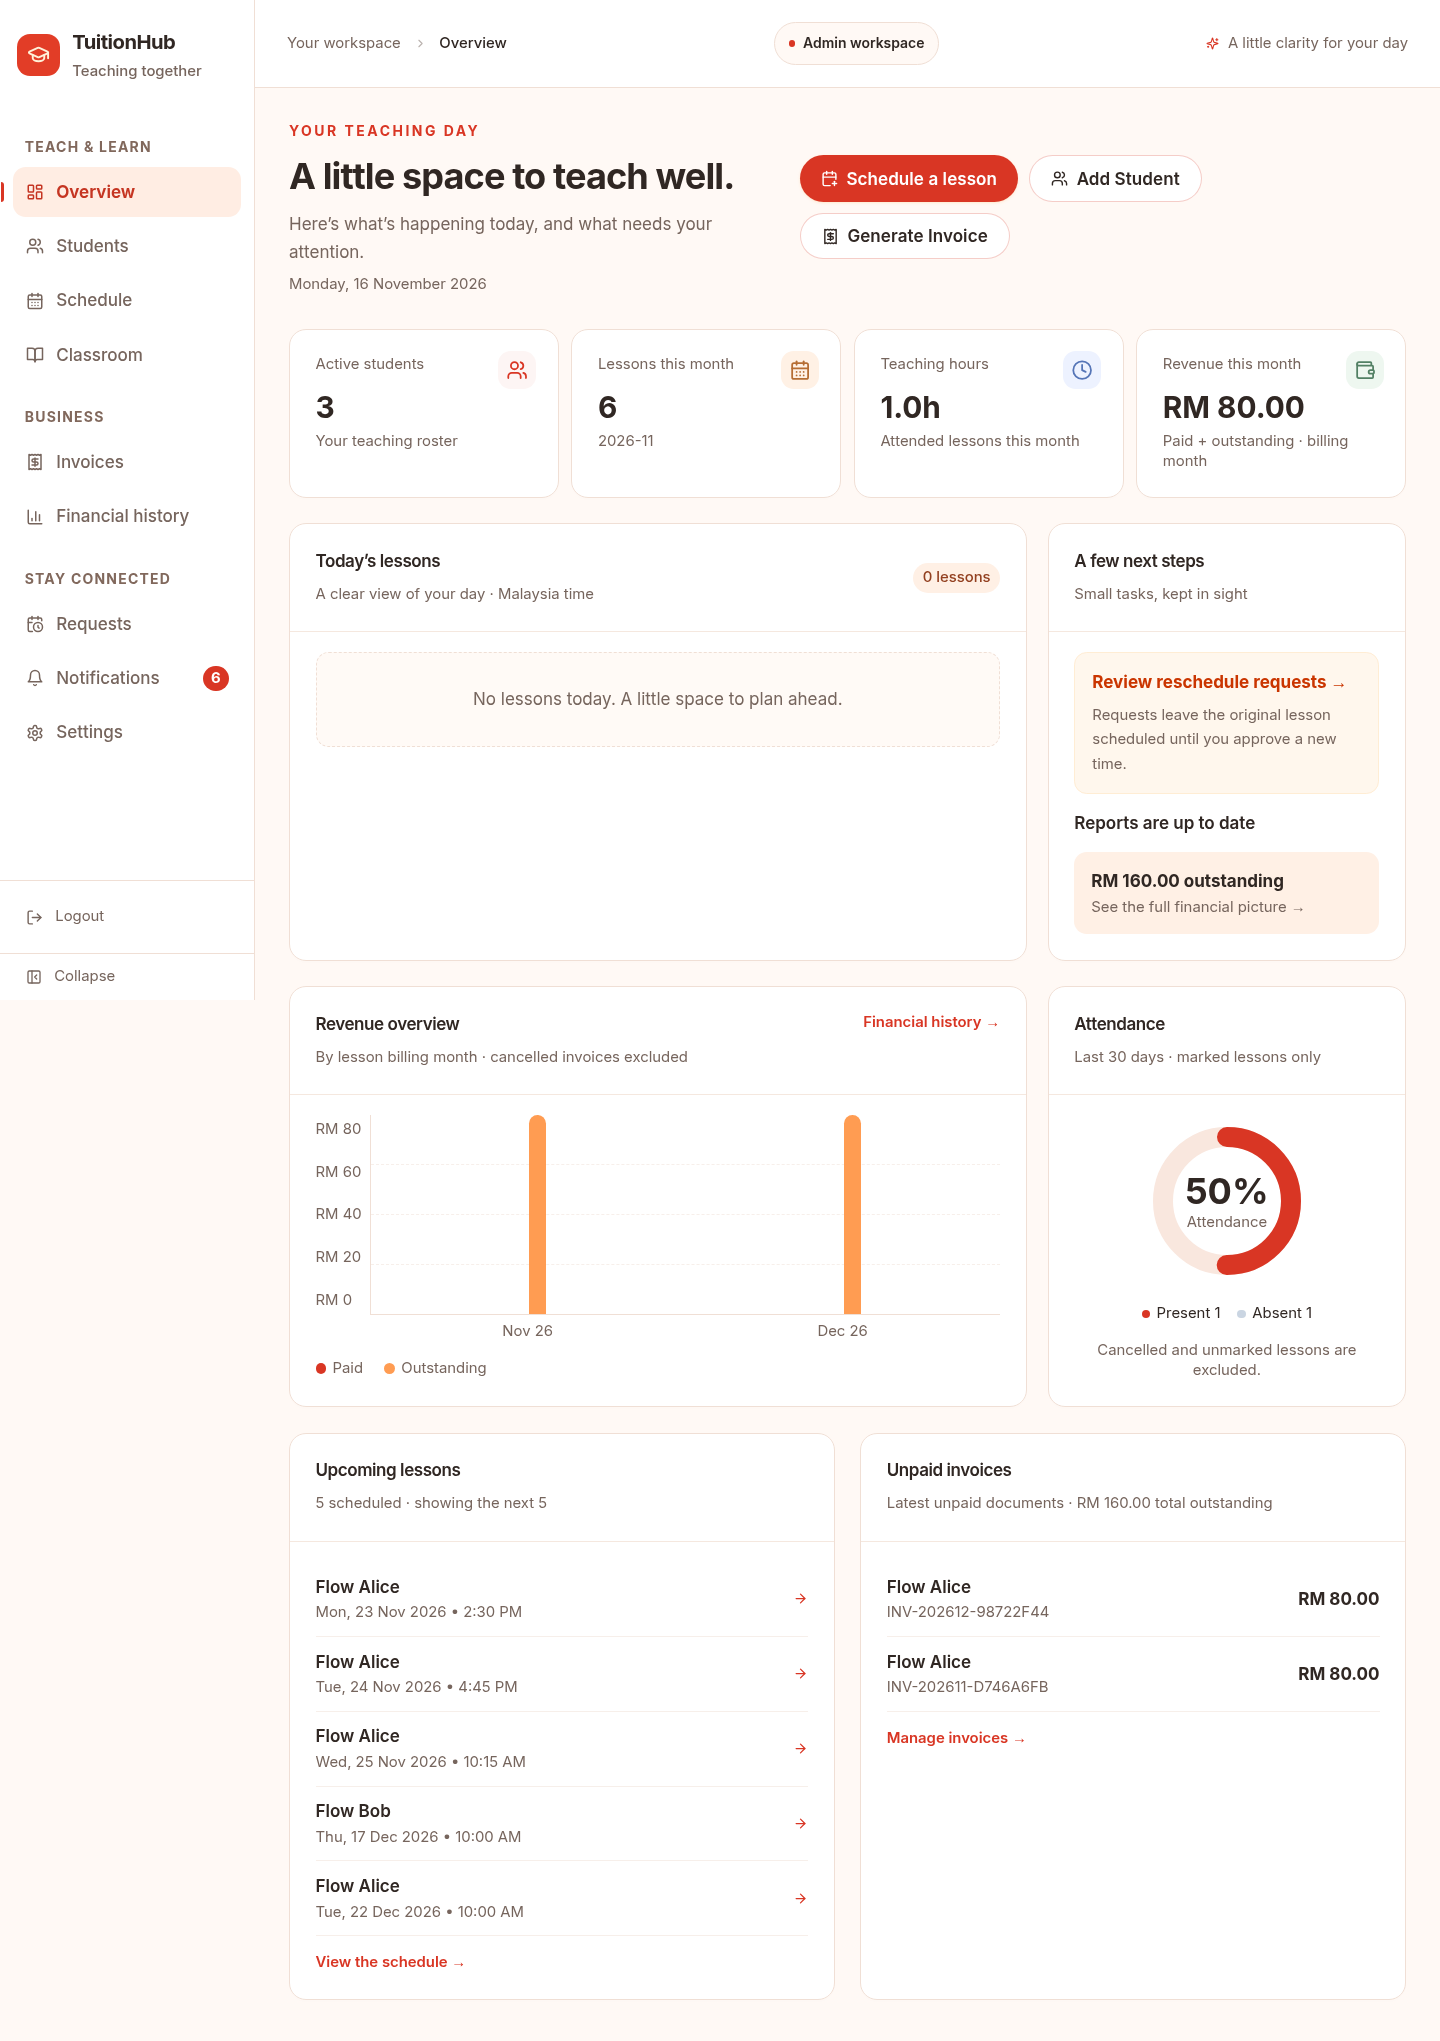 TuitionHub
Teaching together
TEACH & LEARN
Overview
Students
Schedule
Classroom
BUSINESS
Invoices
Financial history
STAY CONNECTED
Requests
Notifications 6
Settings
Logout
Collapse
Your workspace › Overview
Admin workspace
A little clarity for your day
YOUR TEACHING DAY
A little space to teach well.
Here’s what’s happening today, and what needs your
attention.
Monday, 16 November 2026
Schedule a lesson
Add Student
Generate Invoice
Active students
3
Your teaching roster
Lessons this month
6
2026-11
Teaching hours
1.0h
Attended lessons this month
Revenue this month
RM 80.00
Paid + outstanding · billing
month
Today’s lessons
A clear view of your day · Malaysia time
0 lessons
No lessons today. A little space to plan ahead.
A few next steps
Small tasks, kept in sight
Review reschedule requests →
Requests leave the original lesson
scheduled until you approve a new
time.
Reports are up to date
RM 160.00 outstanding
See the full financial picture →
Revenue overview
By lesson billing month · cancelled invoices excluded
Financial history →
RM 80
RM 60
RM 40
RM 20
RM 0
Nov 26
Dec 26
Paid
Outstanding
Attendance
Last 30 days · marked lessons only
50%
Attendance
Present 1
Absent 1
Cancelled and unmarked lessons are
excluded.
Upcoming lessons
5 scheduled · showing the next 5
Flow Alice
Mon, 23 Nov 2026 • 2:30 PM
Flow Alice
Tue, 24 Nov 2026 • 4:45 PM
Flow Alice
Wed, 25 Nov 2026 • 10:15 AM
Flow Bob
Thu, 17 Dec 2026 • 10:00 AM
Flow Alice
Tue, 22 Dec 2026 • 10:00 AM
View the schedule →
Unpaid invoices
Latest unpaid documents · RM 160.00 total outstanding
Flow Alice
INV-202612-98722F44
RM 80.00
Flow Alice
INV-202611-D746A6FB
RM 80.00
Manage invoices →